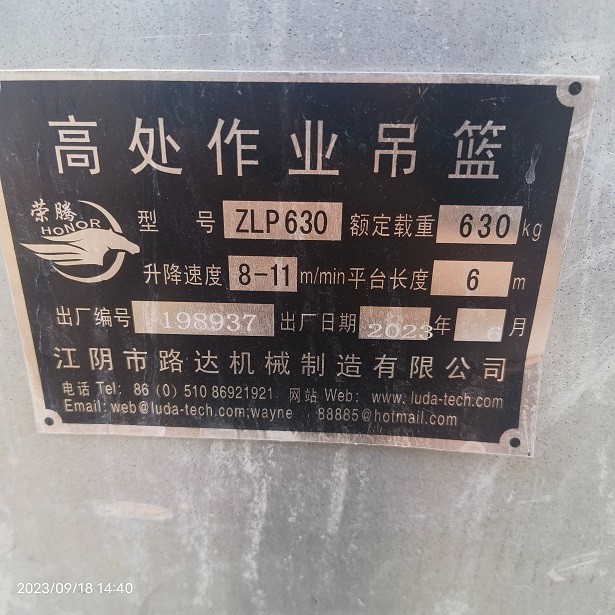 高处作业吊篮
荣腾
HONOR
型 号 ZLP630 额定载重 630 kg
升降速度 8-11 m/min 平台长度 6 m
出厂编号 198937 出厂日期 2023 年 6 月
江阴市路达机械制造有限公司
电话 Tel: 86 (0) 510 86921921 网站 Web: www.luda-tech.com
Email: web@luda-tech.com;wayne 88885@hotmail.com
2023/09/18 14:40